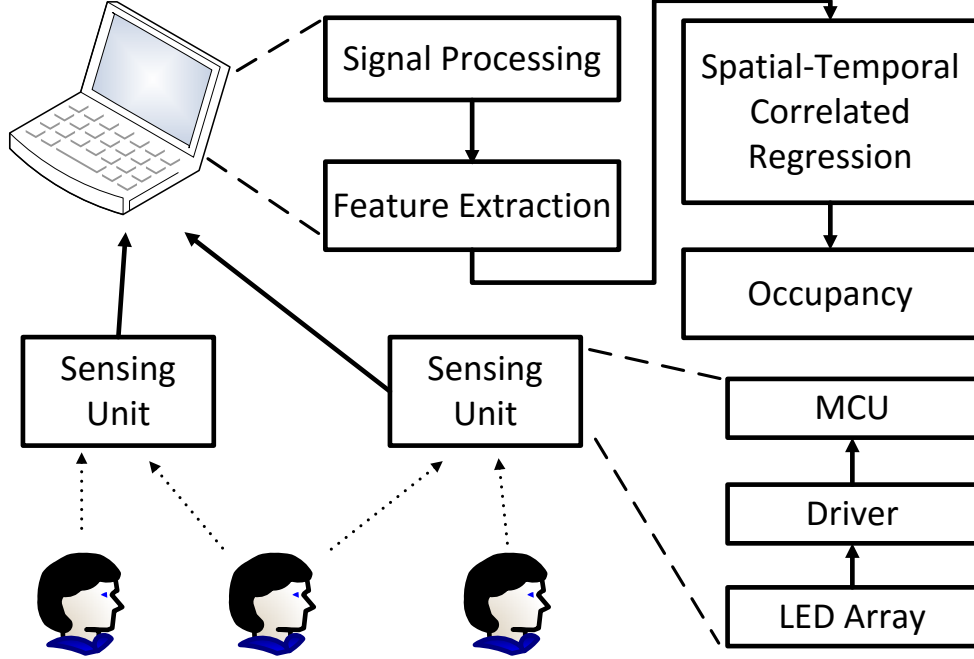 Signal Processing
Feature Extraction
Spatial-Temporal
Correlated
Regression
Occupancy
Sensing
Unit
Sensing
Unit
MCU
Driver
LED Array